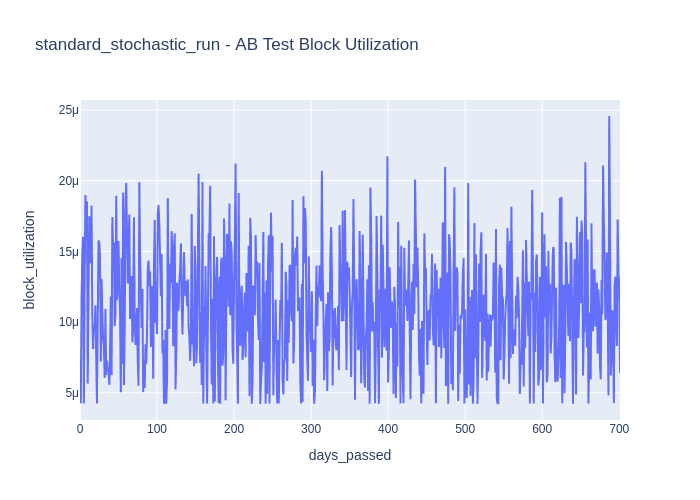 standard_stochastic_run - AB Test Block Utilization
25μ
20μ
15μ
10μ
5μ
block_utilization
0 100 200 300 400 500 600 700
days_passed